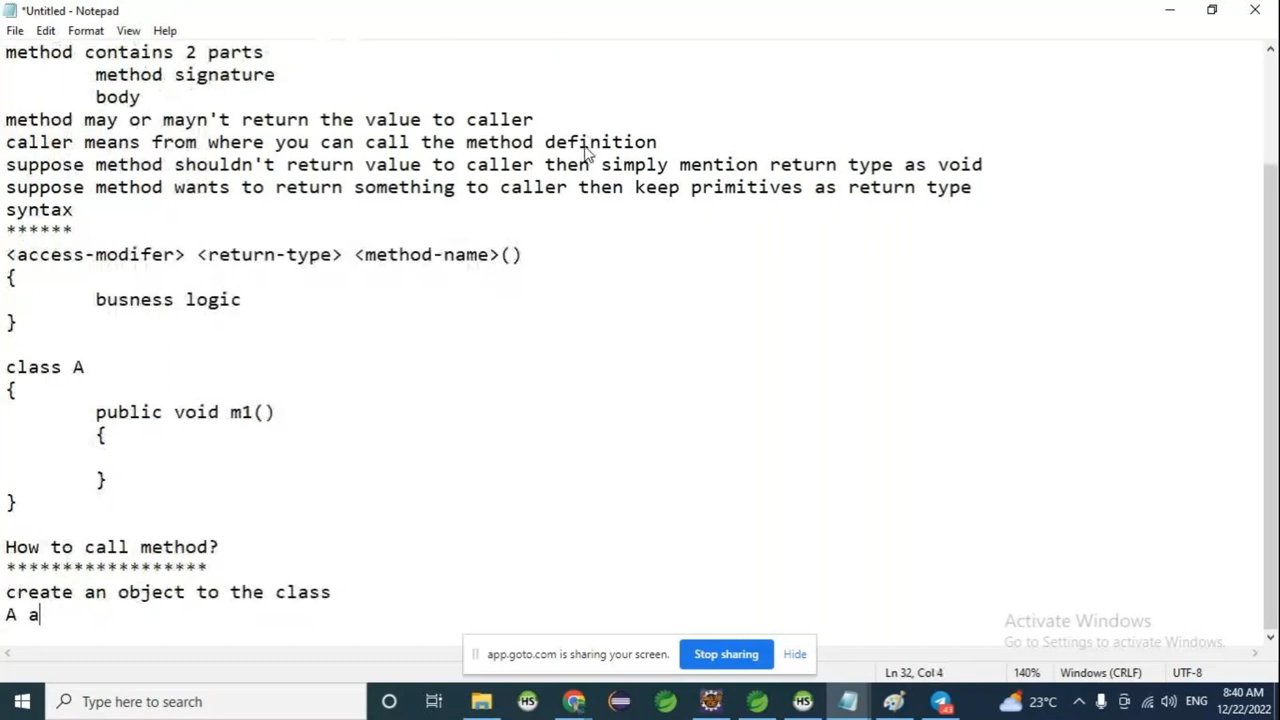 *Untitled - Notepad
File Edit Format View Help
method contains 2 parts
method signature
body
method may or mayn't return the value to caller
caller means from where you can call the method definition
suppose method shouldn't return value to caller then simply mention return type as void
suppose method wants to return something to caller then keep primitives as return type
syntax
******
<access-modifer> <return-type> <method-name>()
{
busness logic
}
class A
{
public void m1()
{
}
}
How to call method?
******************
create an object to the class
A a
Activate Windows
Go to Settings to activate Windows.
app.goto.com is sharing your screen. Stop sharing Hide
Ln 32, Col 4 140% Windows (CRLF) UTF-8
Type here to search HS HS 23°C ENG 8:40 AM
12/22/2022